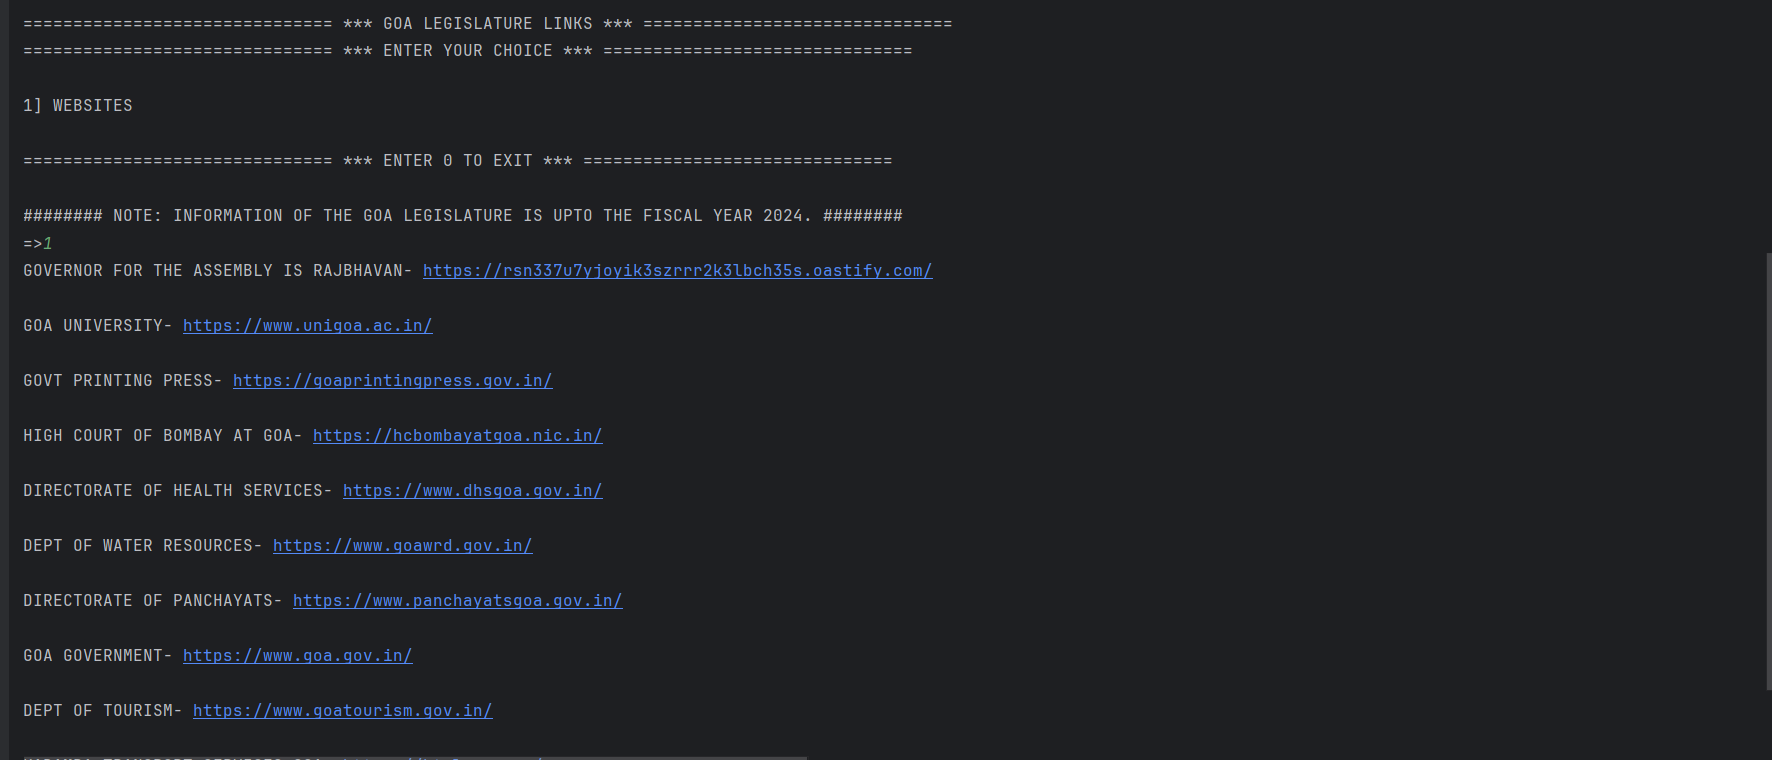 =============================== *** GOA LEGISLATURE LINKS *** ===============================
=============================== *** ENTER YOUR CHOICE *** ===============================
1] WEBSITES
=============================== *** ENTER 0 TO EXIT *** ===============================
######## NOTE: INFORMATION OF THE GOA LEGISLATURE IS UPTO THE FISCAL YEAR 2024. ########
=>1
GOVERNOR FOR THE ASSEMBLY IS RAJBHAVAN- https://rsn337u7yjoyik3szrrr2k3lbch35s.oastify.com/
GOA UNIVERSITY- https://www.unigoa.ac.in/
GOVT PRINTING PRESS- https://goaprintingpress.gov.in/
HIGH COURT OF BOMBAY AT GOA- https://hcbombayatgoa.nic.in/
DIRECTORATE OF HEALTH SERVICES- https://www.dhsgoa.gov.in/
DEPT OF WATER RESOURCES- https://www.goawrd.gov.in/
DIRECTORATE OF PANCHAYATS- https://www.panchayatsgoa.gov.in/
GOA GOVERNMENT- https://www.goa.gov.in/
DEPT OF TOURISM- https://www.goatourism.gov.in/